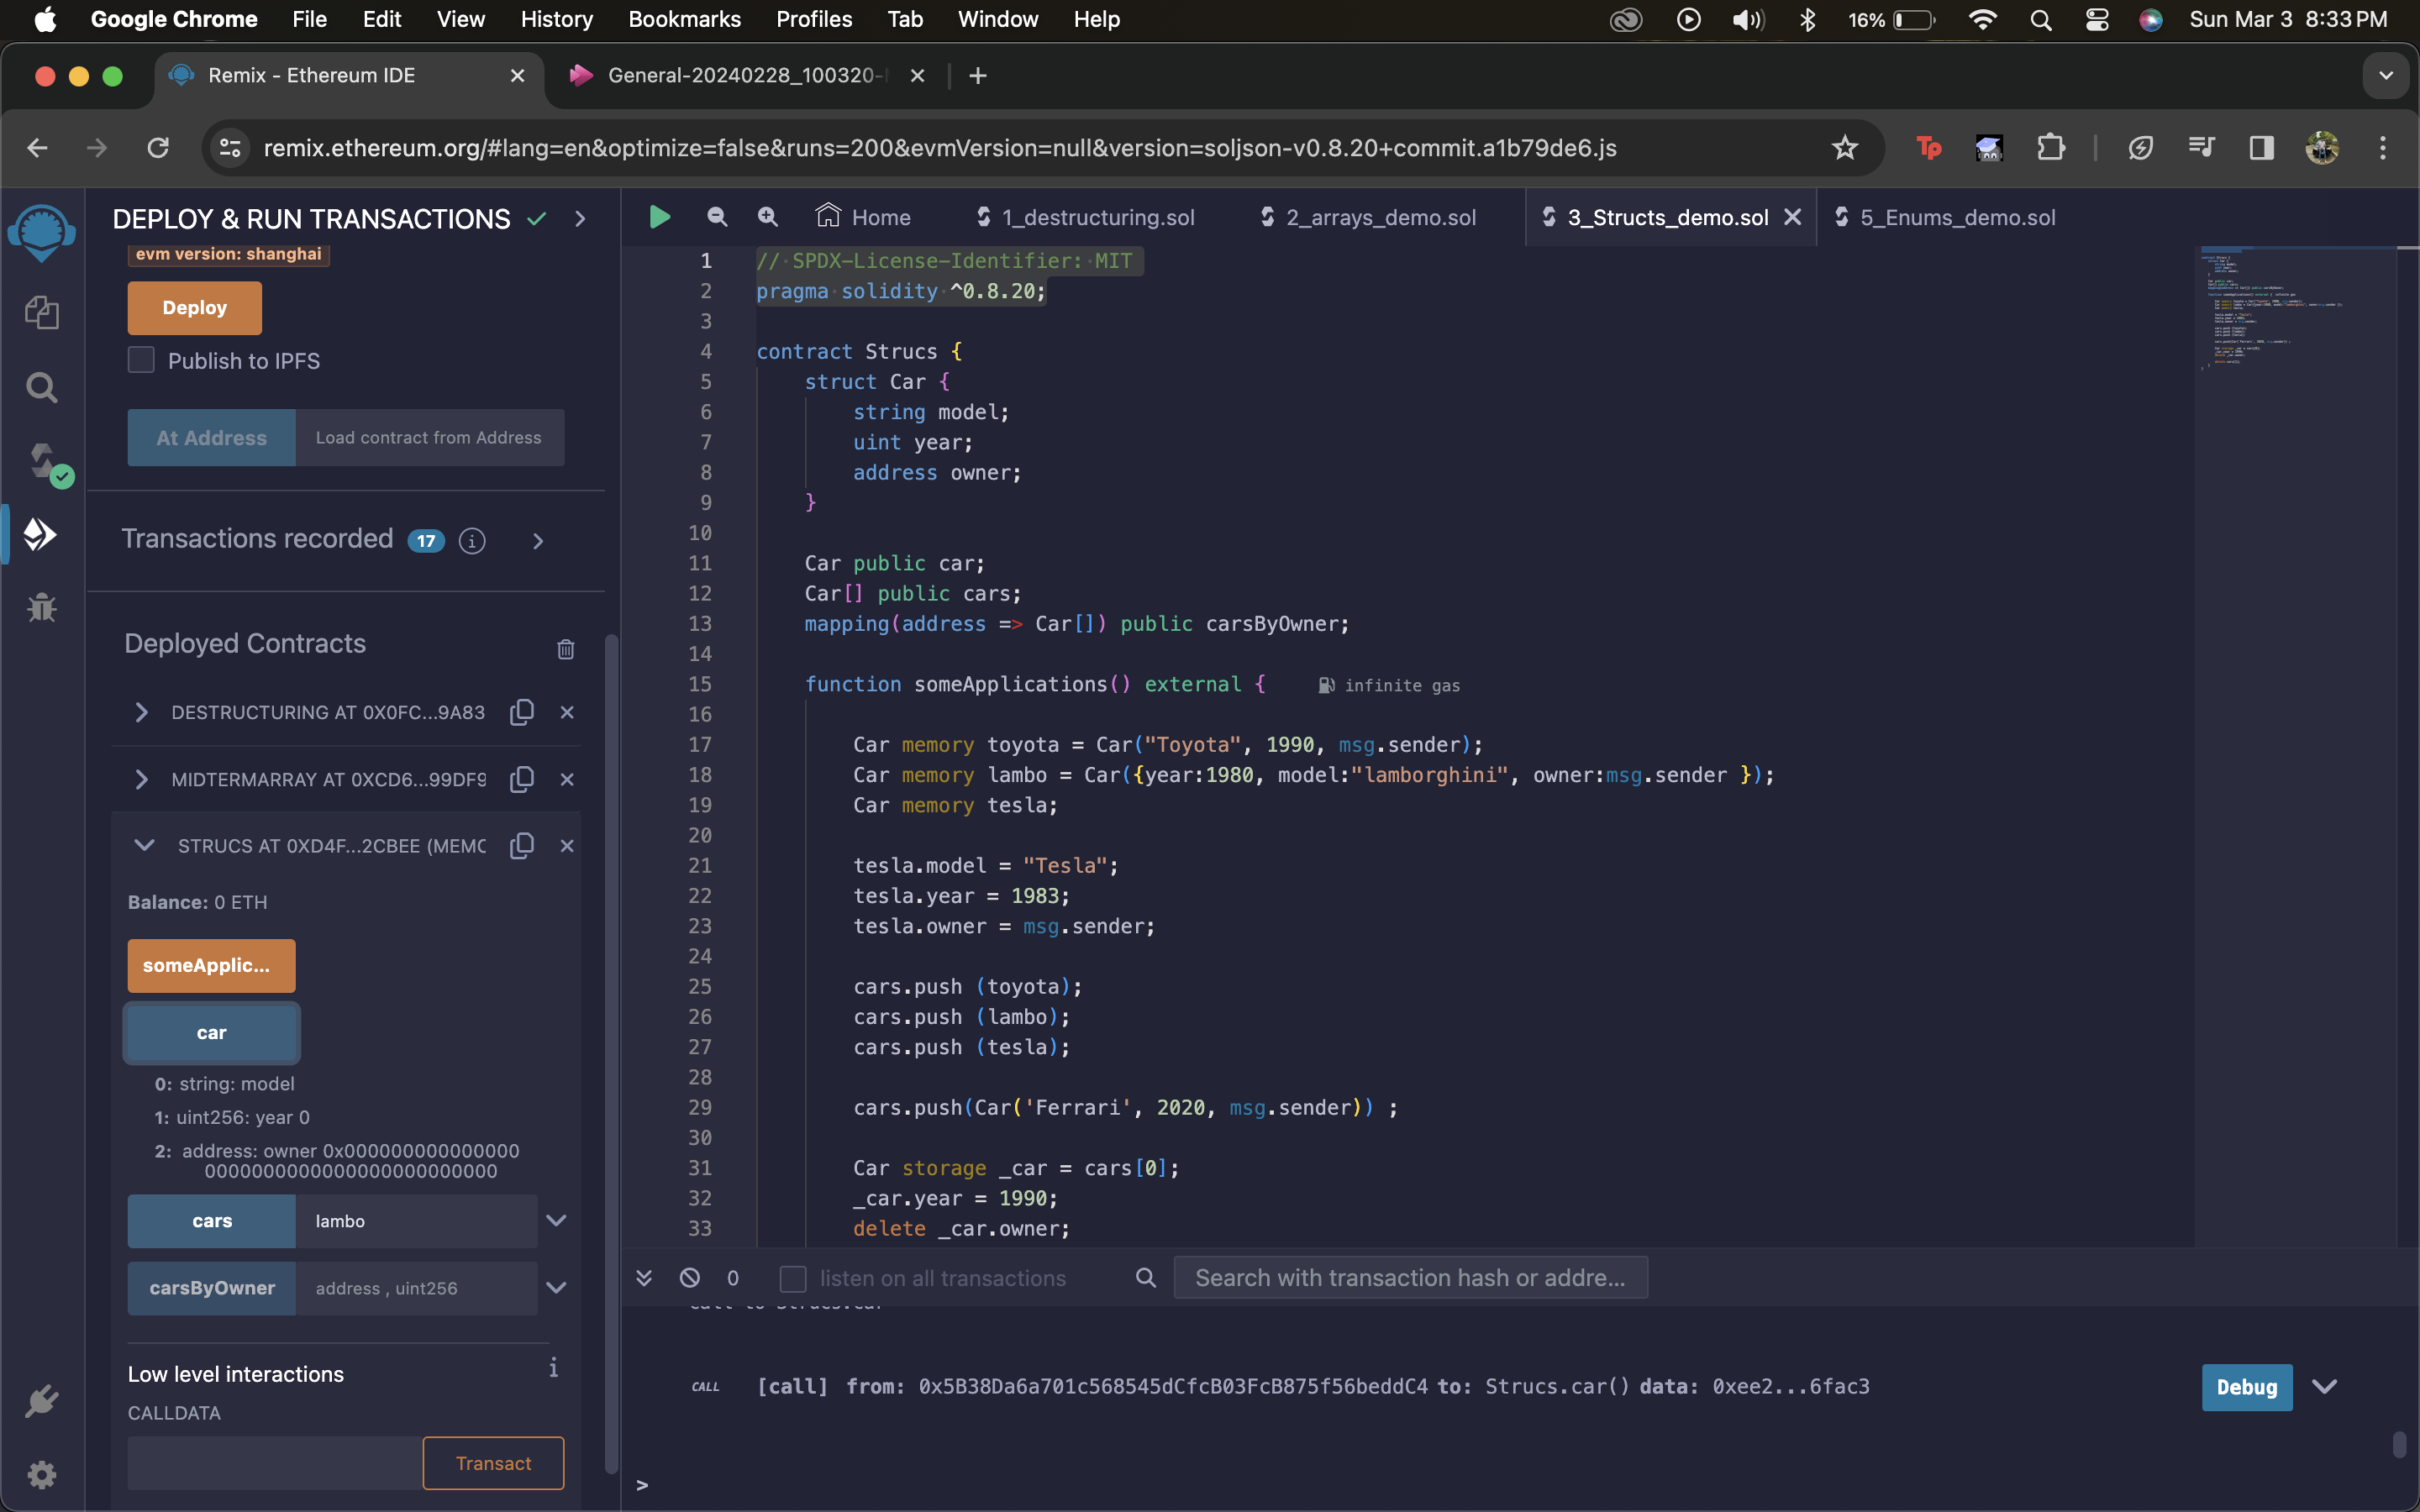 Google Chrome File Edit View History Bookmarks Profiles Tab Window Help 16% Sun Mar 3 8:33 PM
Remix - Ethereum IDE General-20240228_100320-
remix.ethereum.org/#lang=en&optimize=false&runs=200&evmVersion=null&version=soljson-v0.8.20+commit.a1b79de6.js
DEPLOY & RUN TRANSACTIONS
evm version: shanghai
Deploy
Publish to IPFS
At Address Load contract from Address
Transactions recorded 17 i
Deployed Contracts
DESTRUCTURING AT 0X0FC...9A83
MIDTERMARRAY AT 0XCD6...99DF9
STRUCS AT 0XD4F...2CBEE (MEMO
Balance: 0 ETH
someApplic...
car
0: string: model
1: uint256: year 0
2: address: owner 0x000000000000000
0000000000000000000000000
cars lambo
carsByOwner address , uint256
Low level interactions i
CALLDATA
Transact
Home 1_destructuring.sol 2_arrays_demo.sol 3_Structs_demo.sol 5_Enums_demo.sol
1 // SPDX-License-Identifier: MIT
2 pragma solidity ^0.8.20;
3
4 contract Strucs {
5 struct Car {
6 string model;
7 uint year;
8 address owner;
9 }
10
11 Car public car;
12 Car[] public cars;
13 mapping(address => Car[]) public carsByOwner;
14
15 function someApplications() external { infinite gas
16
17 Car memory toyota = Car("Toyota", 1990, msg.sender);
18 Car memory lambo = Car({year:1980, model:"lamborghini", owner:msg.sender });
19 Car memory tesla;
20
21 tesla.model = "Tesla";
22 tesla.year = 1983;
23 tesla.owner = msg.sender;
24
25 cars.push (toyota);
26 cars.push (lambo);
27 cars.push (tesla);
28
29 cars.push(Car('Ferrari', 2020, msg.sender)) ;
30
31 Car storage _car = cars[0];
32 _car.year = 1990;
33 delete _car.owner;
0 listen on all transactions Search with transaction hash or addre...
call to Strucs.car
CALL [call] from: 0x5B38Da6a701c568545dCfcB03FcB875f56beddC4 to: Strucs.car() data: 0xee2...6fac3 Debug
>